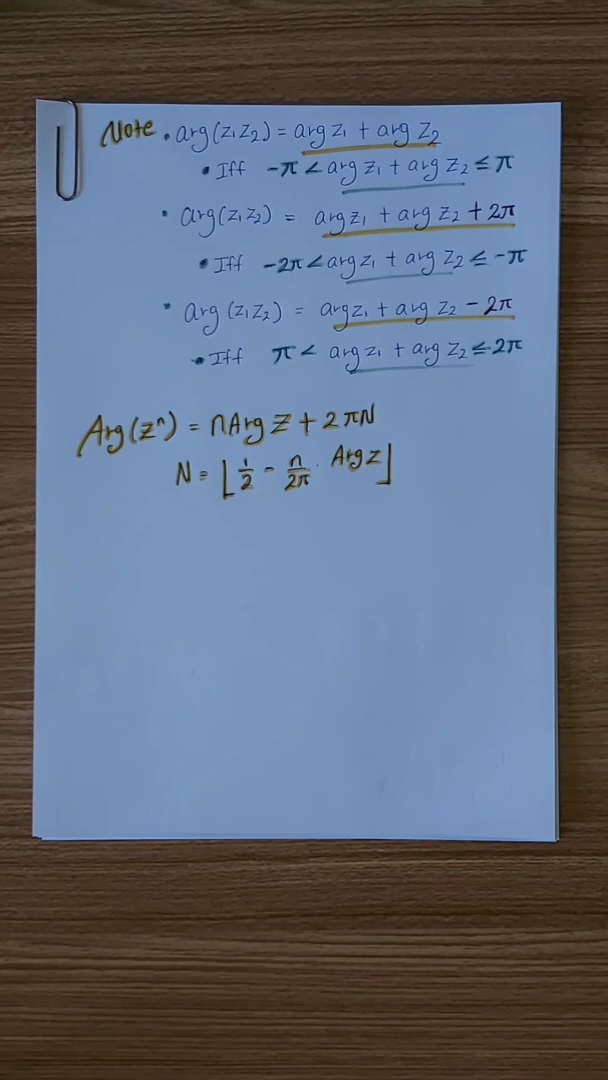 Note • arg(z₁z₂) = arg z₁ + arg z₂
• Iff -π < arg z₁ + arg z₂ ≤ π
• arg(z₁z₂) = arg z₁ + arg z₂ + 2π
• Iff -2π < arg z₁ + arg z₂ ≤ -π
• arg(z₁z₂) = arg z₁ + arg z₂ - 2π
• Iff π < arg z₁ + arg z₂ ≤ 2π
Arg(zⁿ) = n Arg z + 2πN
N = ⌊1/2 - n/2π · Arg z⌋